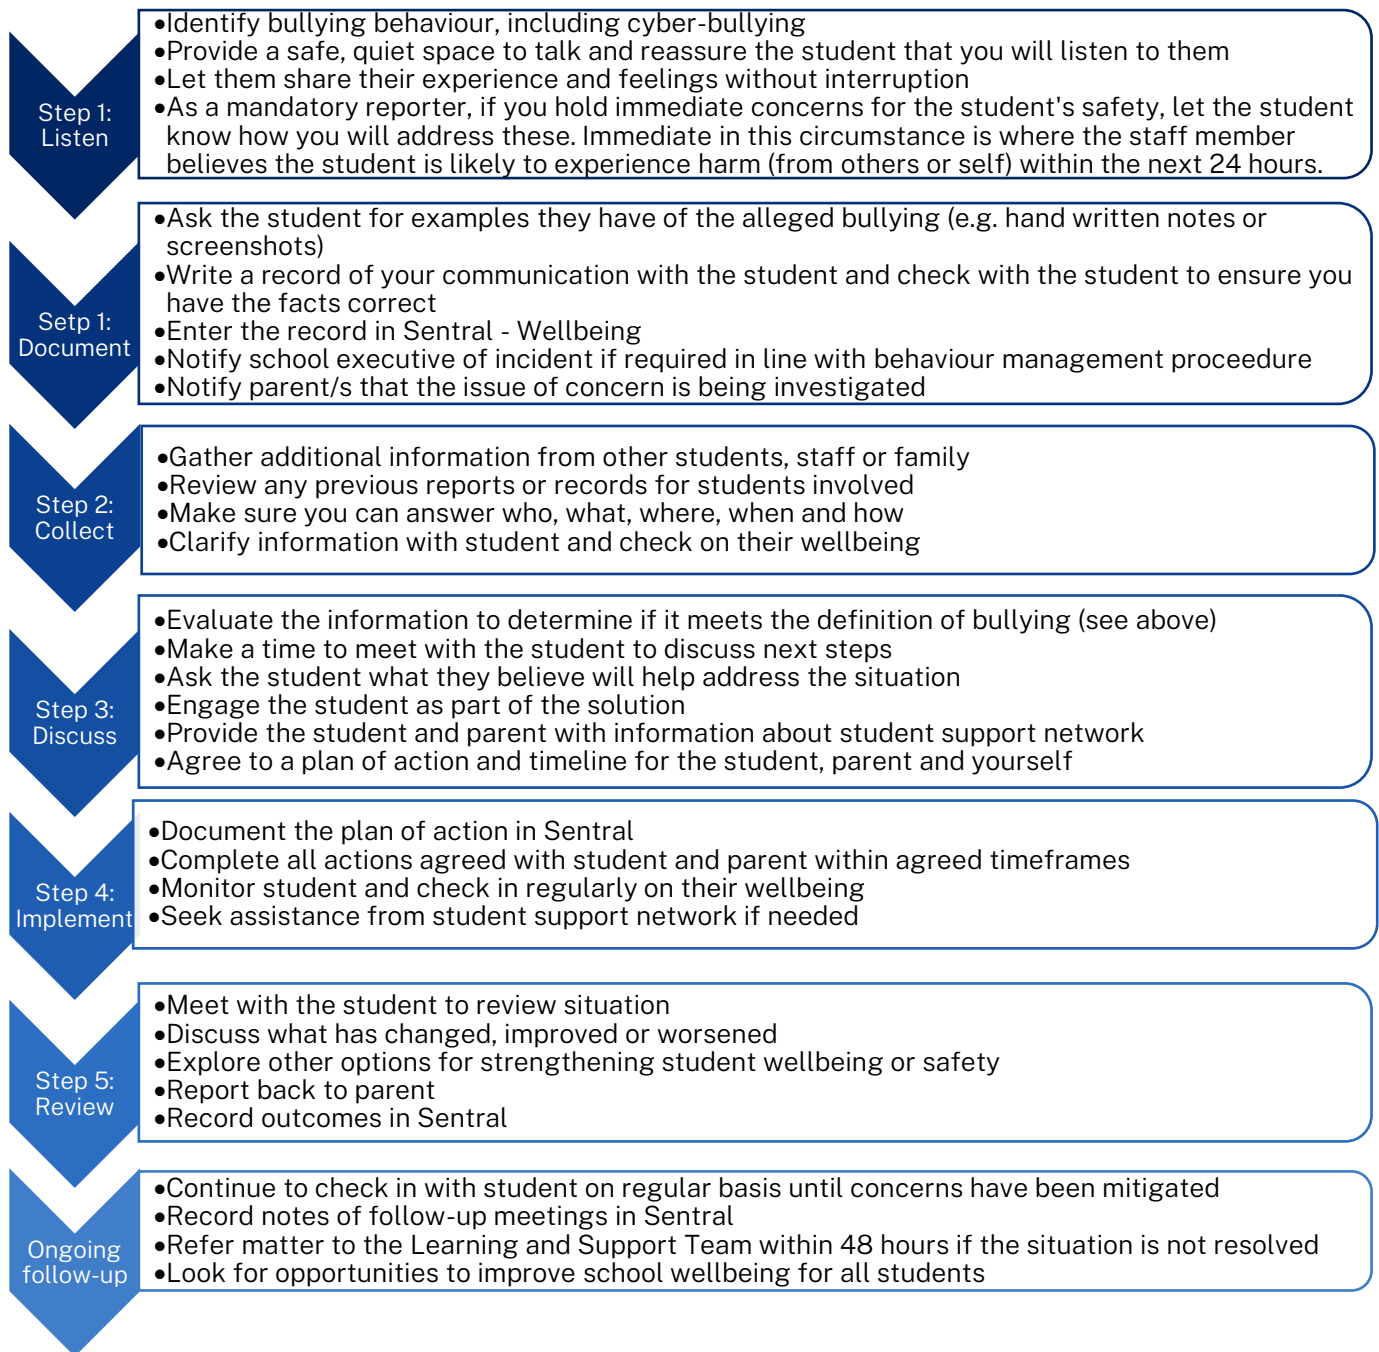 Step 1:
Listen
•Identify bullying behaviour, including cyber-bullying
•Provide a safe, quiet space to talk and reassure the student that you will listen to them
•Let them share their experience and feelings without interruption
•As a mandatory reporter, if you hold immediate concerns for the student's safety, let the student
know how you will address these. Immediate in this circumstance is where the staff member
believes the student is likely to experience harm (from others or self) within the next 24 hours.
Setp 1:
Document
•Ask the student for examples they have of the alleged bullying (e.g. hand written notes or
screenshots)
•Write a record of your communication with the student and check with the student to ensure you
have the facts correct
•Enter the record in Sentral - Wellbeing
•Notify school executive of incident if required in line with behaviour management proceedure
•Notify parent/s that the issue of concern is being investigated
Step 2:
Collect
•Gather additional information from other students, staff or family
•Review any previous reports or records for students involved
•Make sure you can answer who, what, where, when and how
•Clarify information with student and check on their wellbeing
Step 3:
Discuss
•Evaluate the information to determine if it meets the definition of bullying (see above)
•Make a time to meet with the student to discuss next steps
•Ask the student what they believe will help address the situation
•Engage the student as part of the solution
•Provide the student and parent with information about student support network
•Agree to a plan of action and timeline for the student, parent and yourself
Step 4:
Implement
•Document the plan of action in Sentral
•Complete all actions agreed with student and parent within agreed timeframes
•Monitor student and check in regularly on their wellbeing
•Seek assistance from student support network if needed
Step 5:
Review
•Meet with the student to review situation
•Discuss what has changed, improved or worsened
•Explore other options for strengthening student wellbeing or safety
•Report back to parent
•Record outcomes in Sentral
Ongoing
follow-up
•Continue to check in with student on regular basis until concerns have been mitigated
•Record notes of follow-up meetings in Sentral
•Refer matter to the Learning and Support Team within 48 hours if the situation is not resolved
•Look for opportunities to improve school wellbeing for all students